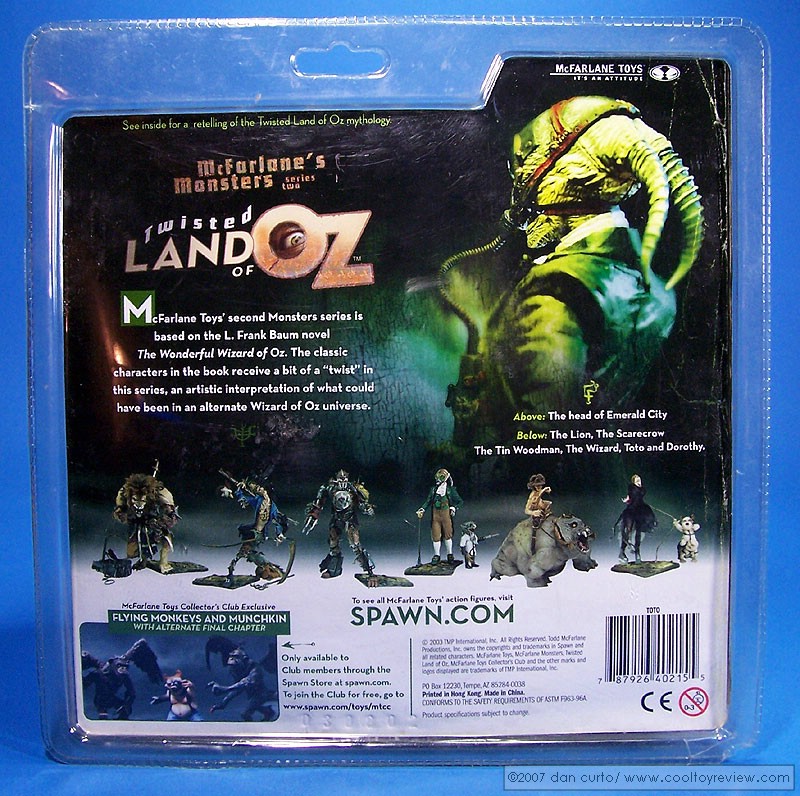 McFARLANE TOYS
IT'S AN ATTITUDE
See inside for a retelling of the Twisted Land of Oz mythology.
McFarlane's
Monsters series two
Twisted
LAND OF OZ™
McFarlane Toys' second Monsters series is
based on the L. Frank Baum novel
The Wonderful Wizard of Oz. The classic
characters in the book receive a bit of a "twist" in
this series, an artistic interpretation of what could
have been in an alternate Wizard of Oz universe.
Above: The head of Emerald City
Below: The Lion, The Scarecrow
The Tin Woodman, The Wizard, Toto and Dorothy.
McFarlane Toys Collector's Club Exclusive
FLYING MONKEYS AND MUNCHKIN
WITH ALTERNATE FINAL CHAPTER
Only available to
Club members through the
Spawn Store at spawn.com.
To join the Club for free, go to
www.spawn.com/toys/mtcc
To see all McFarlane Toys' action figures, visit
SPAWN.COM
© 2003 TMP International, Inc. All Rights Reserved. Todd McFarlane
Productions, Inc. owns the copyrights and trademarks in Spawn and
all related characters. McFarlane Toys, McFarlane Monsters, Twisted
Land of Oz, McFarlane Toys Collector's Club and the other marks and
logos displayed are trademarks of TMP International, Inc.
PO Box 12230, Tempe, AZ 85284-0038
Printed in Hong Kong. Made in China.
CONFORMS TO THE SAFETY REQUIREMENTS OF ASTM F963-96A.
Product specifications subject to change.
TOTO
7 87926 40215 5
CE
0-3
©2007 dan curto/ www.cooltoyreview.com